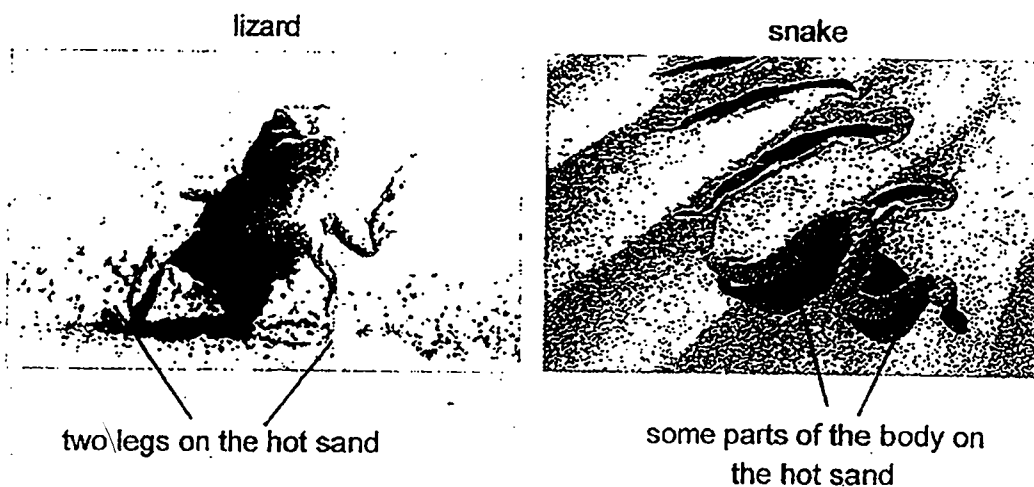 lizard
snake
two legs on the hot sand
some parts of the body on
the hot sand